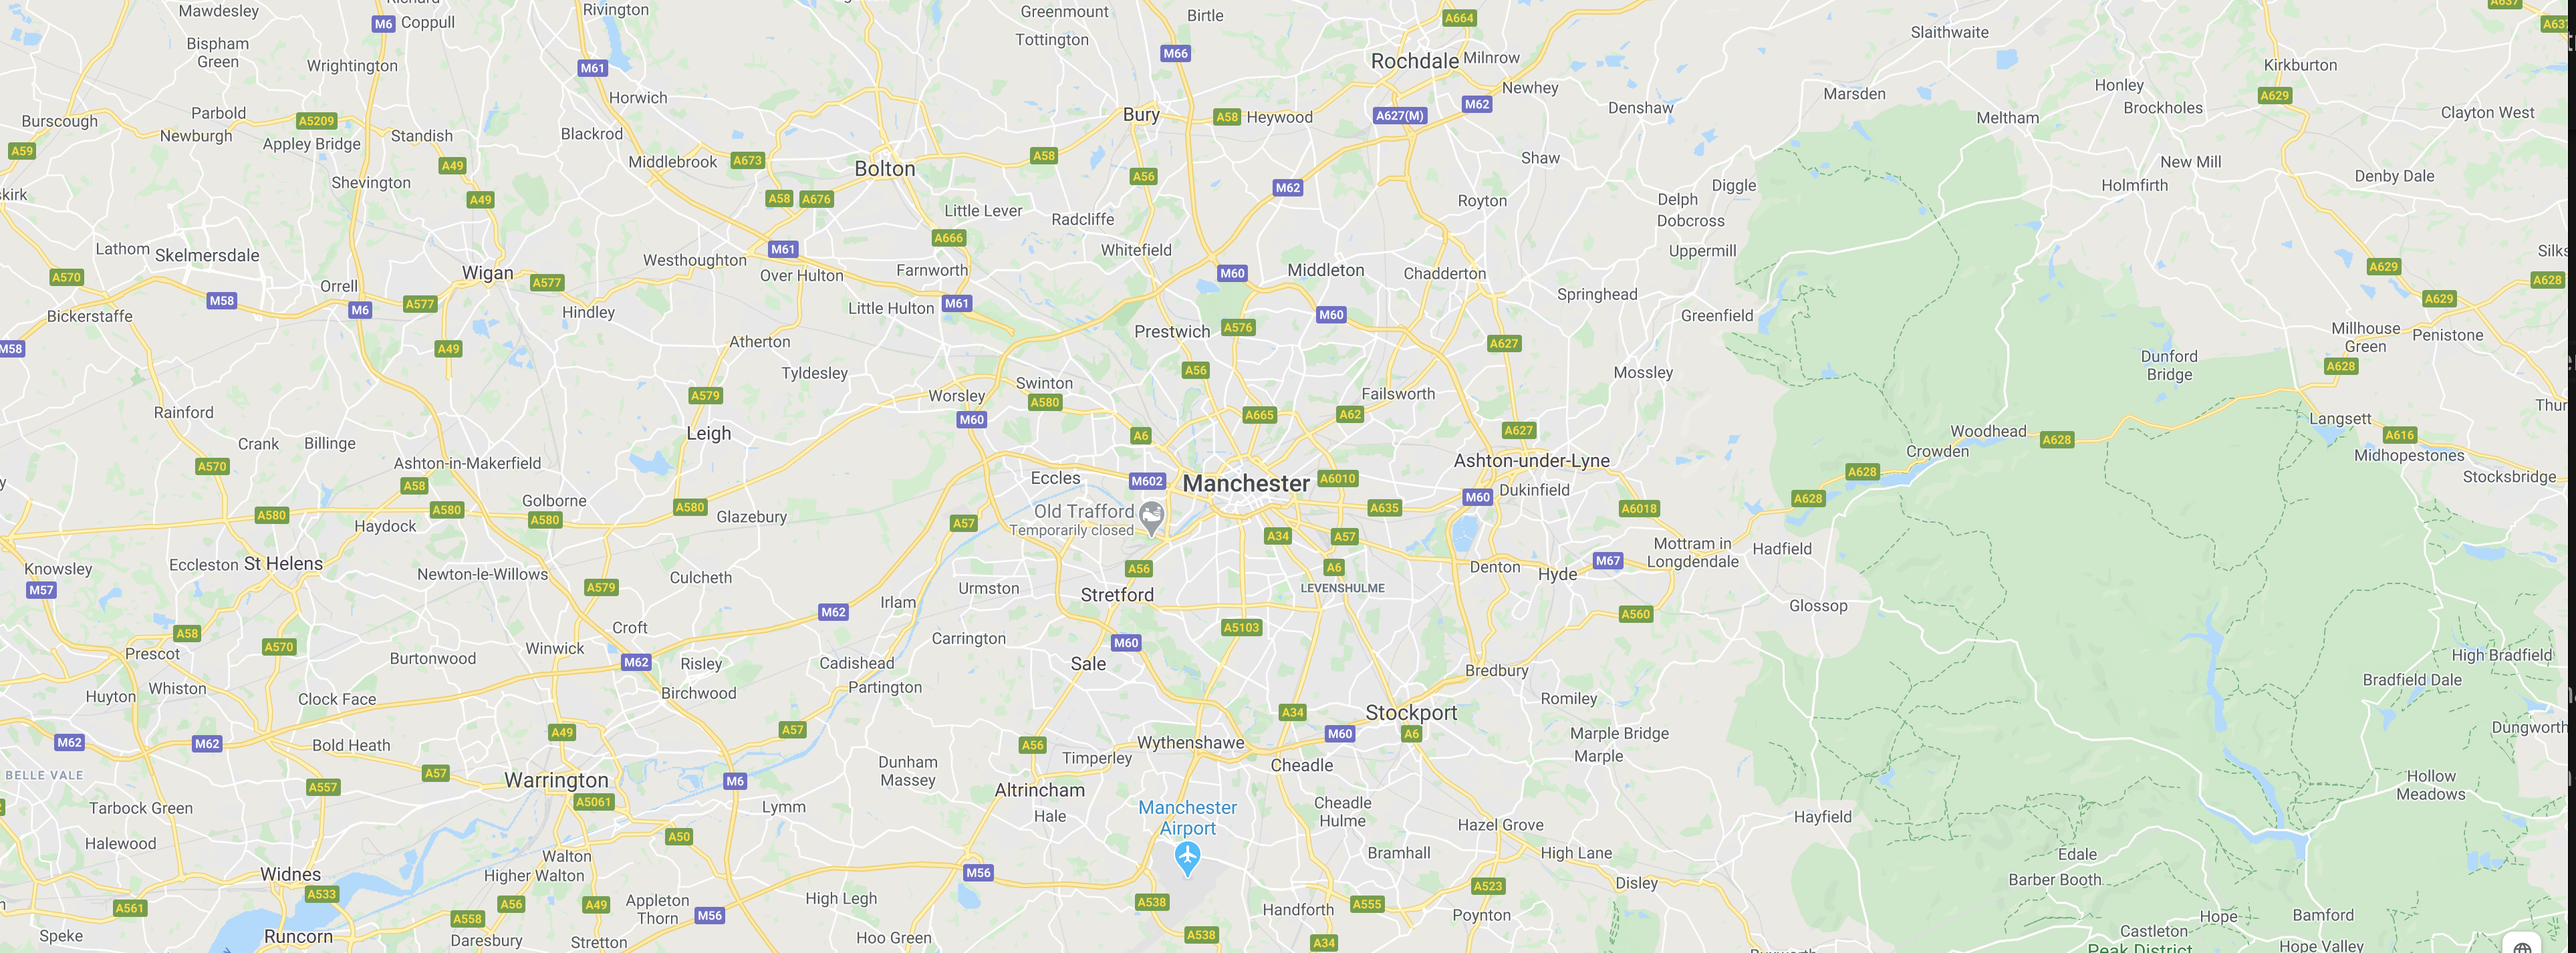 Mawdesley
Richard
M6
Coppull
Rivington
Greenmount
Birtle
A664
A637
Slaithwaite
Bispham
Green
Wrightington
M61
Tottington
M66
Rochdale
Milnrow
Kirkburton
Horwich
Newhey
Marsden
Honley
Brockholes
A629
Parbold
Burscough
A5209
Newburgh
Standish
Appley Bridge
Blackrod
Bury
A58
Heywood
A627(M)
M62
Denshaw
Meltham
Clayton West
A59
A49
Middlebrook
A673
Bolton
A58
A56
Shaw
New Mill
Shevington
A49
A58
A676
M62
Diggle
Holmfirth
Denby Dale
Little Lever
Radcliffe
Royton
Delph
Dobcross
Lathom
Skelmersdale
M61
A666
Whitefield
Uppermill
Westhoughton
Over Hulton
Farnworth
M60
Middleton
Chadderton
A629
A628
A570
Wigan
A577
Orrell
M58
M6
A577
Hindley
Little Hulton
M61
M60
Springhead
Greenfield
A629
Bickerstaffe
M58
A49
Atherton
Prestwich
A576
A627
Millhouse
Green
Penistone
Dunford
Bridge
A628
Tyldesley
A56
Mossley
A579
Worsley
Swinton
A580
Failsworth
Rainford
M60
A665
A62
Langsett
Crank
Billinge
Leigh
A6
A627
Woodhead
A628
A616
Crowden
Midhopestones
A570
Ashton-in-Makerfield
A58
Eccles
M602
Manchester
A6010
Ashton-under-Lyne
A628
Stocksbridge
Golborne
A580
A580
A580
A580
Haydock
Glazebury
A57
Old Trafford
Temporarily closed
A635
M60
Dukinfield
A6018
A628
A34
A57
Mottram in
Longdendale
Hadfield
Knowsley
M57
Eccleston
St Helens
Newton-le-Willows
A579
Culcheth
Urmston
A56
Stretford
A6
LEVENSHULME
Denton
Hyde
M67
Glossop
A58
A570
Croft
M62
Irlam
A5103
A560
Prescot
Burtonwood
Winwick
M62
Risley
Birchwood
Carrington
M60
Sale
Cadishead
Partington
Bredbury
High Bradfield
Bradfield Dale
Huyton
Whiston
Clock Face
A34
Stockport
Romiley
M62
M62
Bold Heath
A49
A57
A56
Timperley
Wythenshawe
M60
A6
Marple Bridge
Marple
Dungworth
BELLE VALE
A57
A557
Warrington
M6
A5061
Dunham
Massey
Cheadle
Altrincham
Hollow
Meadows
Tarbock Green
Lymm
Hale
Manchester
Airport
Cheadle
Hulme
Hazel Grove
Hayfield
Halewood
A50
Walton
Higher Walton
Bramhall
High Lane
Edale
Barber Booth
Widnes
A533
M56
Disley
A561
A56
A49
Appleton
Thorn
M56
High Legh
A538
Handforth
A555
A523
Poynton
Hope
Bamford
Speke
Runcorn
A558
Daresbury
Stretton
Hoo Green
A538
A34
Castleton
Peak District
Hope Valley